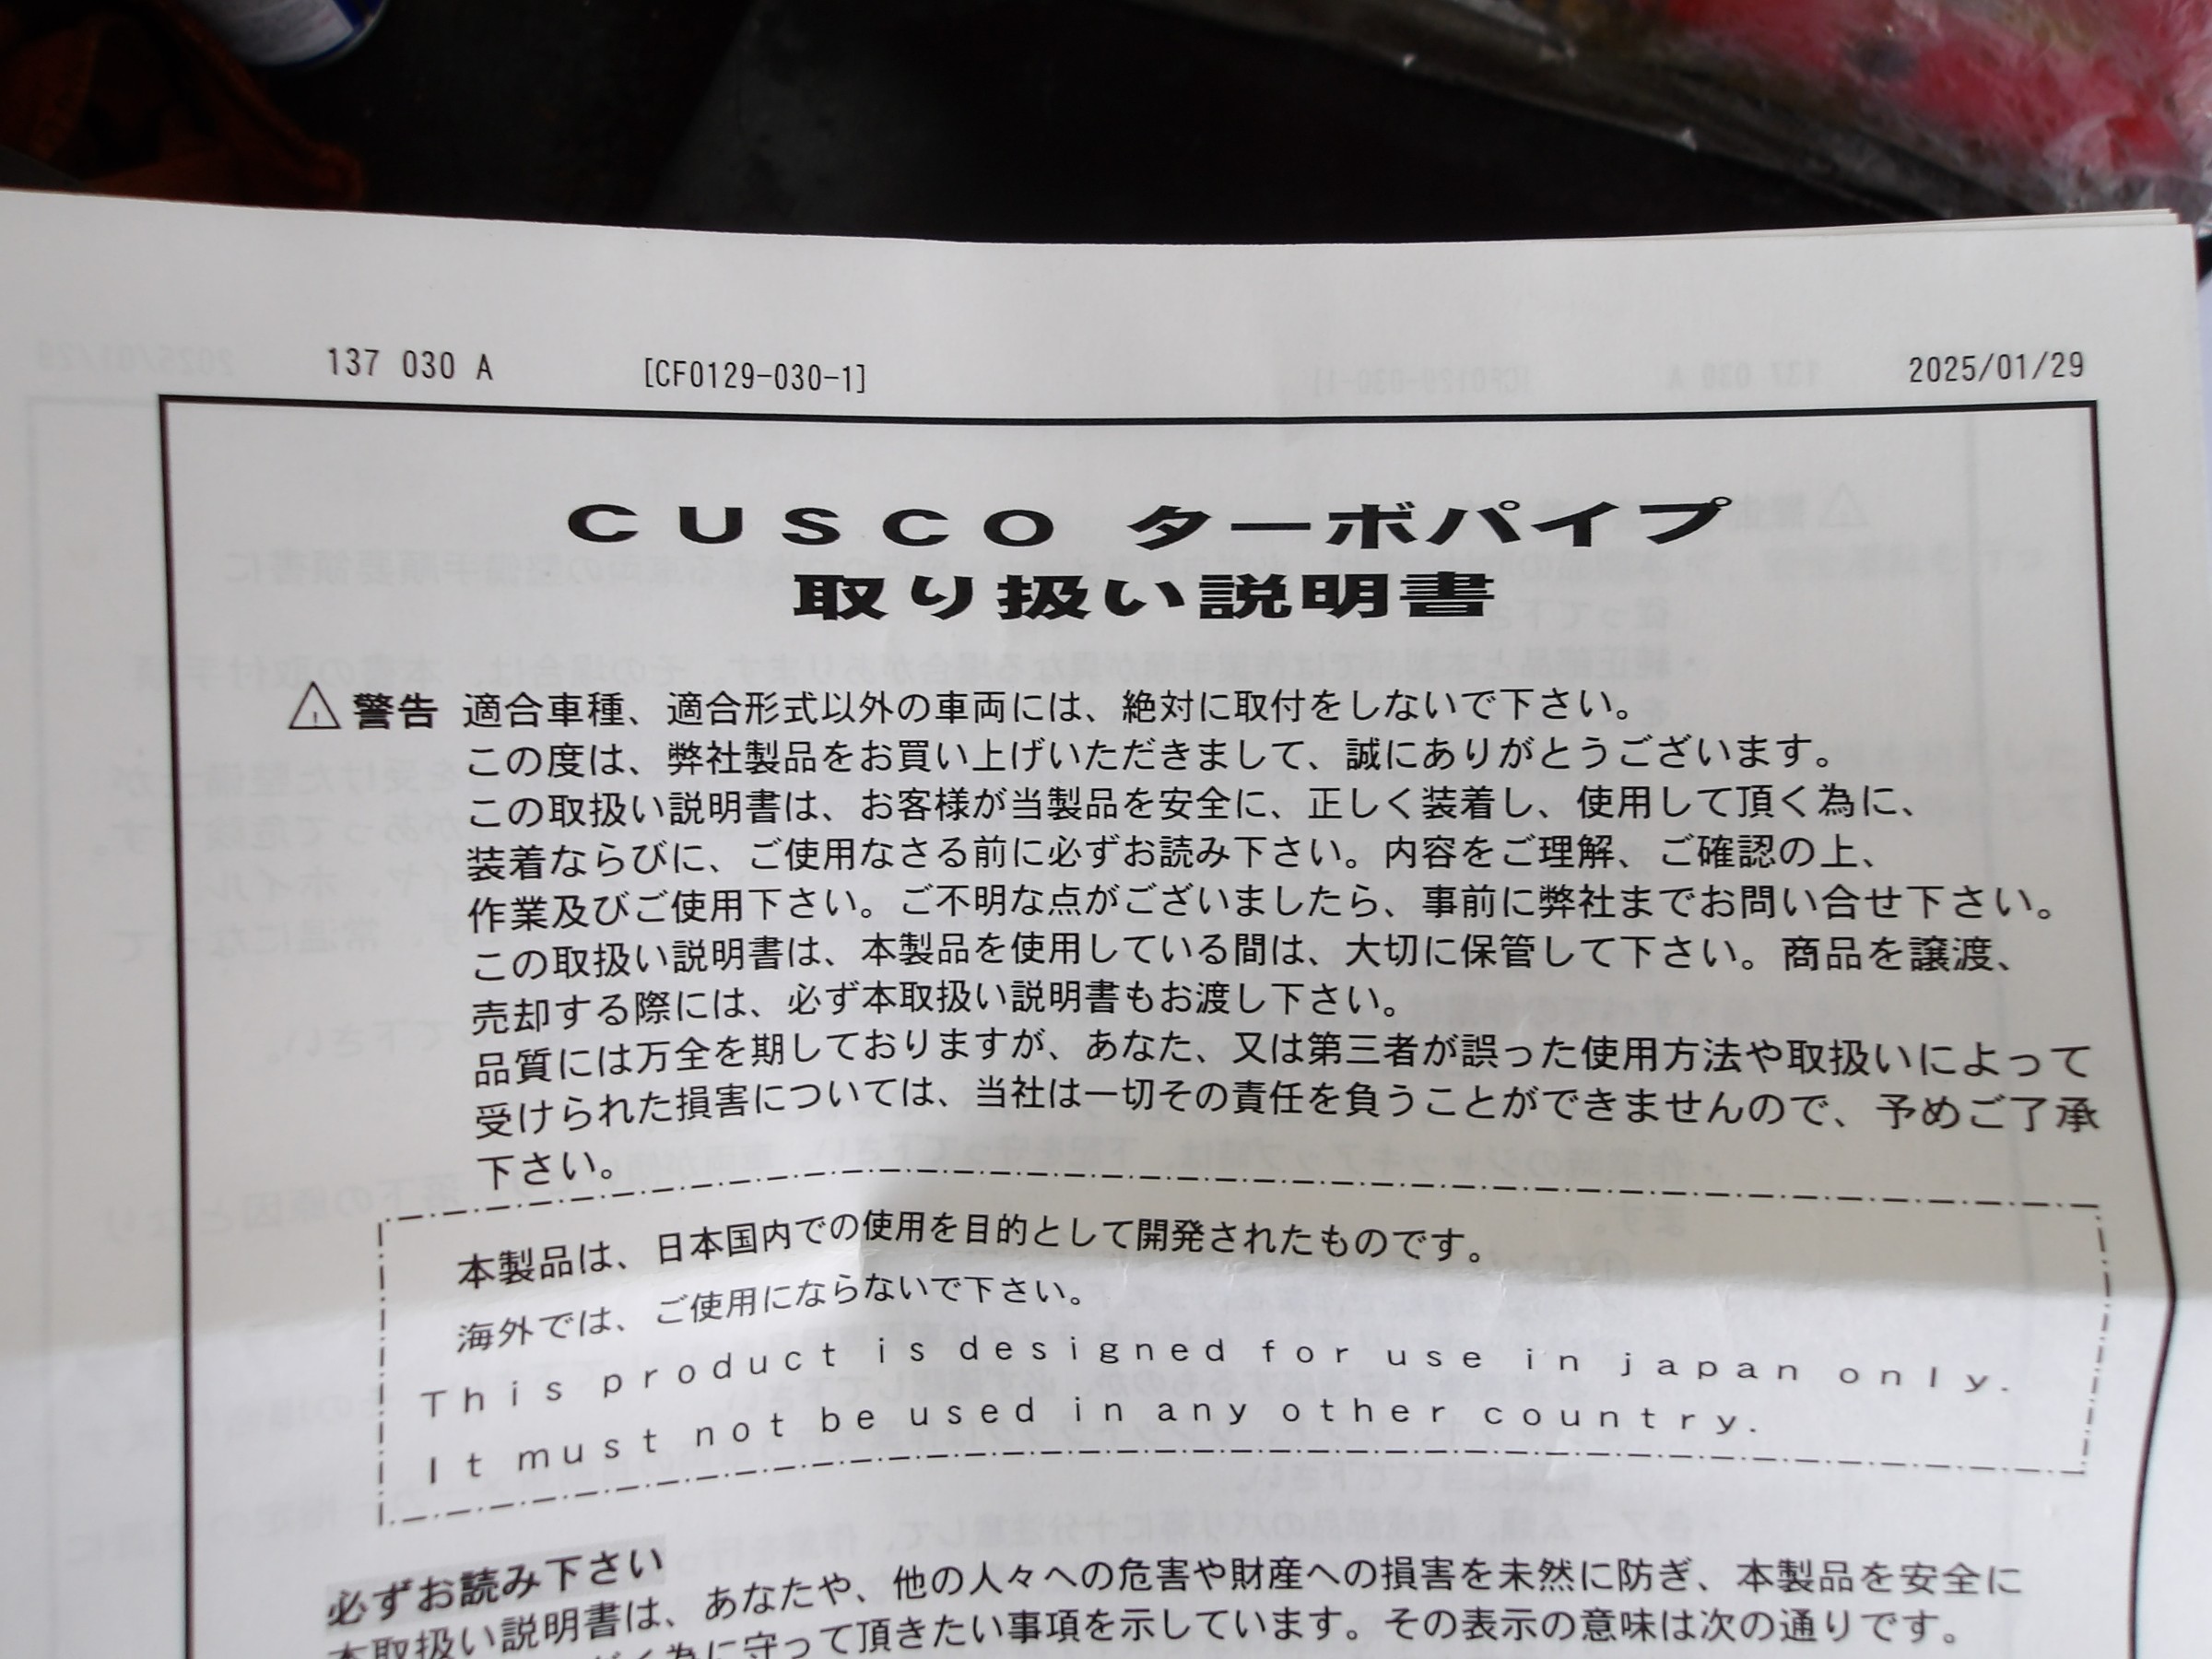 137 030 A [CF0129-030-1] 2025/01/29
CUSCO ターボパイプ
取り扱い説明書
⚠警告 適合車種、適合形式以外の車両には、絶対に取付をしないで下さい。
この度は、弊社製品をお買い上げいただきまして、誠にありがとうございます。
この取扱い説明書は、お客様が当製品を安全に、正しく装着し、使用して頂く為に、
装着ならびに、ご使用なさる前に必ずお読み下さい。内容をご理解、ご確認の上、
作業及びご使用下さい。ご不明な点がございましたら、事前に弊社までお問い合せ下さい。
この取扱い説明書は、本製品を使用している間は、大切に保管して下さい。商品を譲渡、
売却する際には、必ず本取扱い説明書もお渡し下さい。
品質には万全を期しておりますが、あなた、又は第三者が誤った使用方法や取扱いによって
受けられた損害については、当社は一切その責任を負うことができませんので、予めご了承
下さい。
本製品は、日本国内での使用を目的として開発されたものです。
海外では、ご使用にならないで下さい。
This product is designed for use in japan only.
It must not be used in any other country.
必ずお読み下さい
本取扱い説明書は、あなたや、他の人々への危害や財産への損害を未然に防ぎ、本製品を安全に
く為に守って頂きたい事項を示しています。その表示の意味は次の通りです。